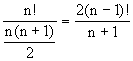 n! / (n(n + 1) / 2) = 2(n − 1)! / (n + 1)